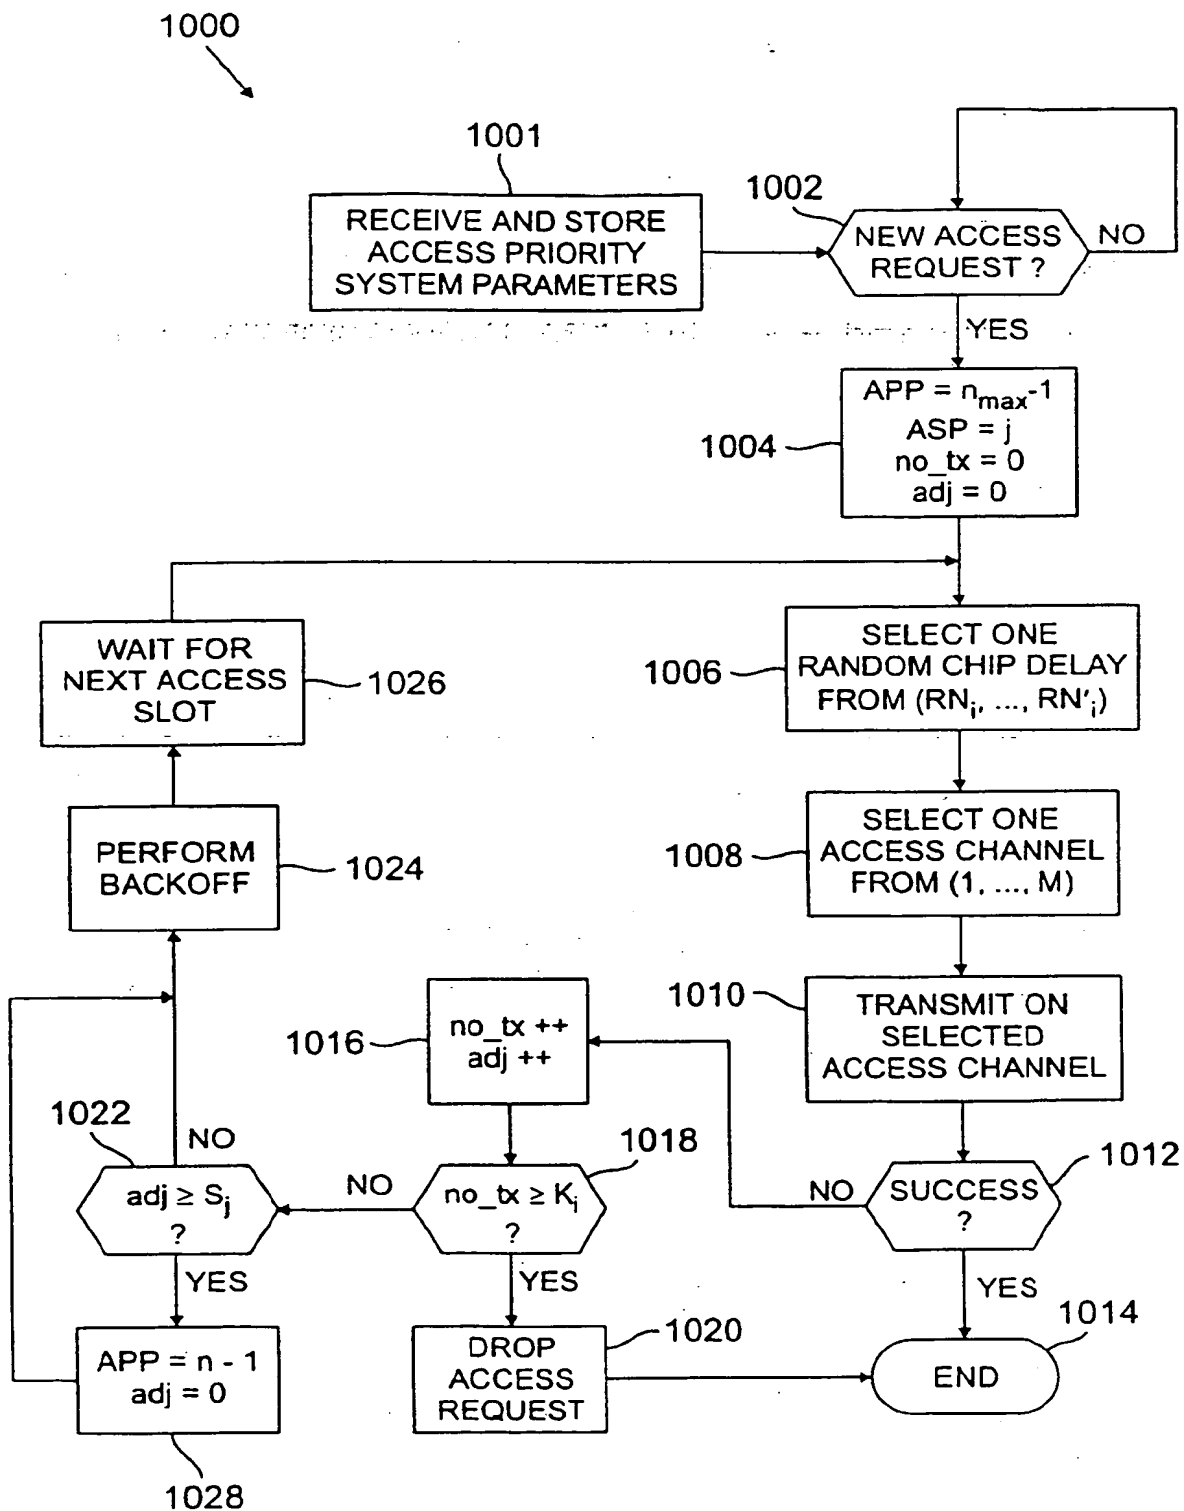 1000
1001
RECEIVE AND STORE
ACCESS PRIORITY
SYSTEM PARAMETERS
1002
NEW ACCESS
REQUEST ?
NO
YES
1004
APP = n_max-1
ASP = j
no_tx = 0
adj = 0
1006
SELECT ONE
RANDOM CHIP DELAY
FROM (RN_i, ..., RN'_i)
1008
SELECT ONE
ACCESS CHANNEL
FROM (1, ..., M)
1010
TRANSMIT ON
SELECTED
ACCESS CHANNEL
1012
SUCCESS
?
NO
YES
1014
END
1016
no_tx ++
adj ++
1018
no_tx ≥ K_i
?
NO
YES
1020
DROP
ACCESS
REQUEST
1022
adj ≥ S_j
?
NO
YES
1028
APP = n - 1
adj = 0
1024
PERFORM
BACKOFF
1026
WAIT FOR
NEXT ACCESS
SLOT